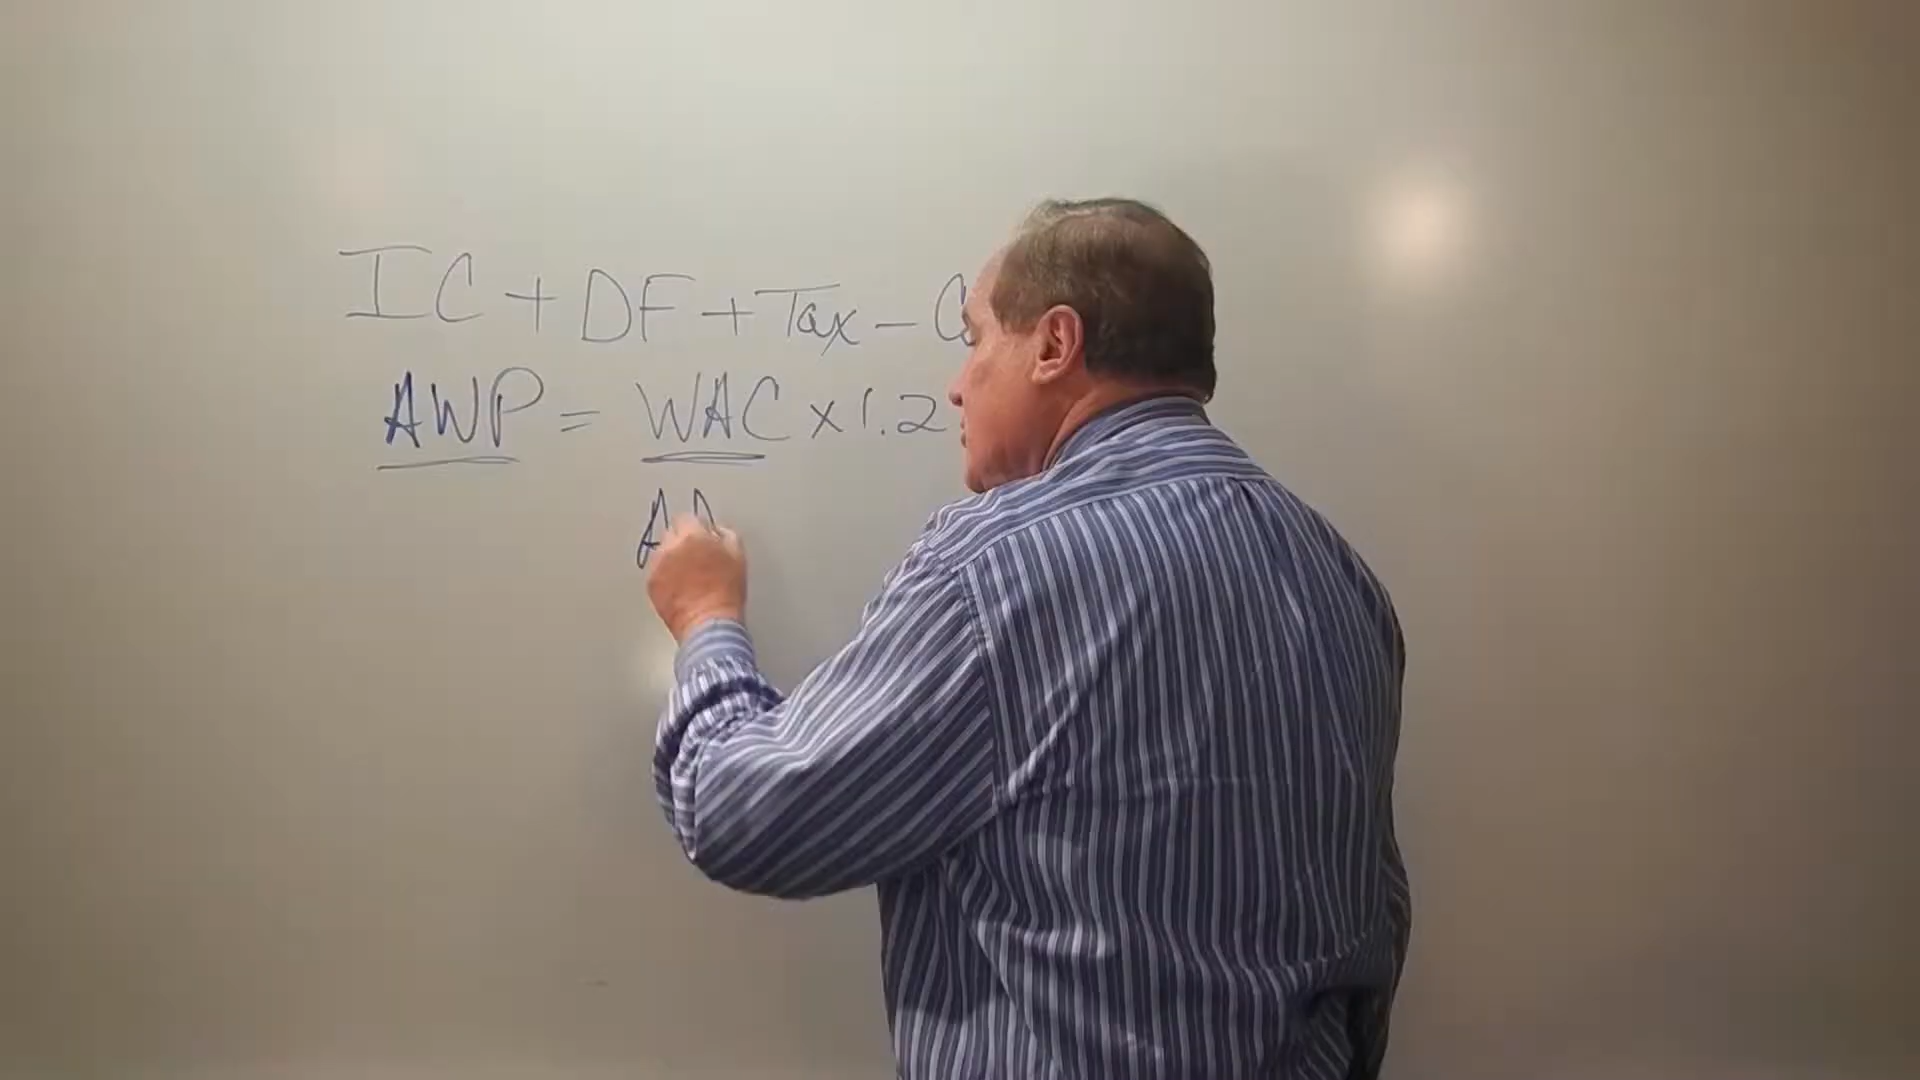 IC + DF + Tax -
AWP = WAC x 1.2